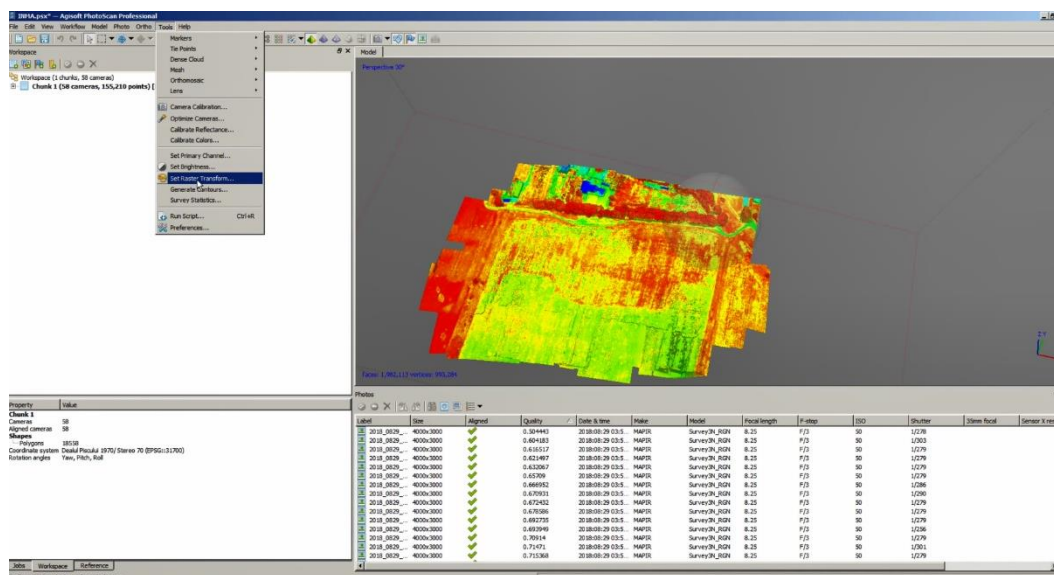 INMA.psx* — Agisoft PhotoScan Professional
File Edit View Workflow Model Photo Ortho Tools Help
Markers
Tie Points
Dense Cloud
Mesh
Orthomosaic
Lens
Camera Calibration...
Optimize Cameras...
Calibrate Reflectance...
Calibrate Colors...
Set Primary Channel...
Set Brightness...
Set Raster Transform...
Generate Contours...
Survey Statistics...
Run Script... Ctrl+R
Preferences...
Workspace
Workspace (1 chunks, 58 cameras)
Chunk 1 (58 cameras, 155,210 points) [
Model
Perspective 30°
Faces: 1,982,113 vertices: 993,284
Property Value
Chunk 1
Cameras 58
Aligned cameras 58
Shapes
Polygons 18558
Coordinate system Dealul Piscului 1970/ Stereo 70 (EPSG::31700)
Rotation angles Yaw, Pitch, Roll
Jobs Workspace Reference
Photos
Label Size Aligned Quality Date & time Make Model Focal length F-stop ISO Shutter 35mm focal Sensor X res
2018_0829_... 4000x3000 0.504443 2018:08:29 03:5... MAPIR Survey3N_RGN 8.25 F/3 50 1/278
2018_0829_... 4000x3000 0.604183 2018:08:29 03:5... MAPIR Survey3N_RGN 8.25 F/3 50 1/303
2018_0829_... 4000x3000 0.616517 2018:08:29 03:5... MAPIR Survey3N_RGN 8.25 F/3 50 1/279
2018_0829_... 4000x3000 0.621497 2018:08:29 03:5... MAPIR Survey3N_RGN 8.25 F/3 50 1/279
2018_0829_... 4000x3000 0.632067 2018:08:29 03:5... MAPIR Survey3N_RGN 8.25 F/3 50 1/279
2018_0829_... 4000x3000 0.65709 2018:08:29 03:5... MAPIR Survey3N_RGN 8.25 F/3 50 1/279
2018_0829_... 4000x3000 0.666952 2018:08:29 03:5... MAPIR Survey3N_RGN 8.25 F/3 50 1/286
2018_0829_... 4000x3000 0.670931 2018:08:29 03:5... MAPIR Survey3N_RGN 8.25 F/3 50 1/290
2018_0829_... 4000x3000 0.672432 2018:08:29 03:5... MAPIR Survey3N_RGN 8.25 F/3 50 1/279
2018_0829_... 4000x3000 0.678586 2018:08:29 03:5... MAPIR Survey3N_RGN 8.25 F/3 50 1/279
2018_0829_... 4000x3000 0.692735 2018:08:29 03:5... MAPIR Survey3N_RGN 8.25 F/3 50 1/279
2018_0829_... 4000x3000 0.693949 2018:08:29 03:5... MAPIR Survey3N_RGN 8.25 F/3 50 1/256
2018_0829_... 4000x3000 0.70914 2018:08:29 03:5... MAPIR Survey3N_RGN 8.25 F/3 50 1/279
2018_0829_... 4000x3000 0.71471 2018:08:29 03:5... MAPIR Survey3N_RGN 8.25 F/3 50 1/301
2018_0829_... 4000x3000 0.715368 2018:08:29 03:5... MAPIR Survey3N_RGN 8.25 F/3 50 1/279